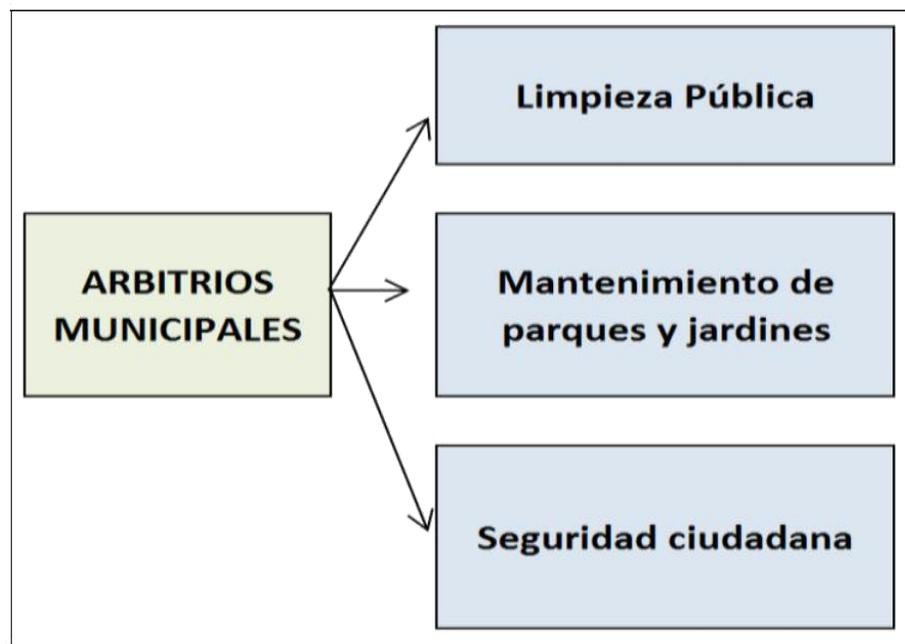 Limpieza Pública
ARBITRIOS
MUNICIPALES
Mantenimiento de
parques y jardines
Seguridad ciudadana